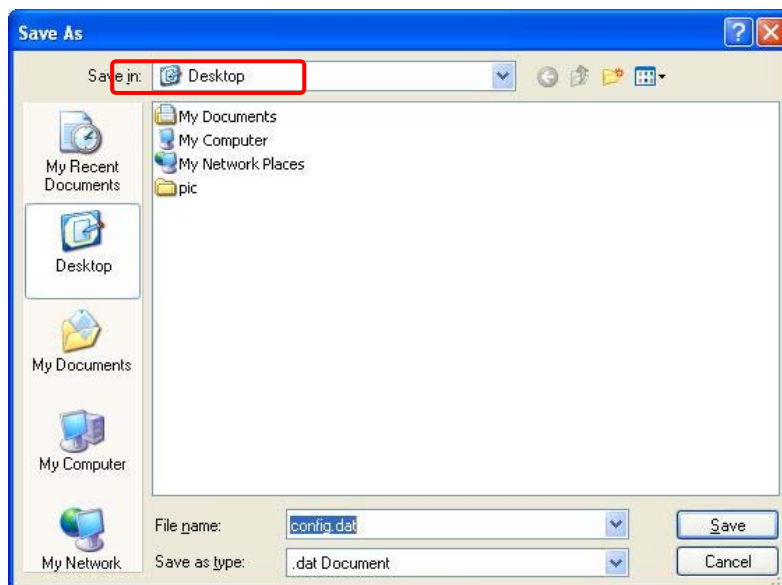 Save As
Save in: Desktop
My Recent Documents
Desktop
My Documents
My Computer
My Network
My Documents
My Computer
My Network Places
pic
File name: config.dat
Save
Save as type: .dat Document
Cancel